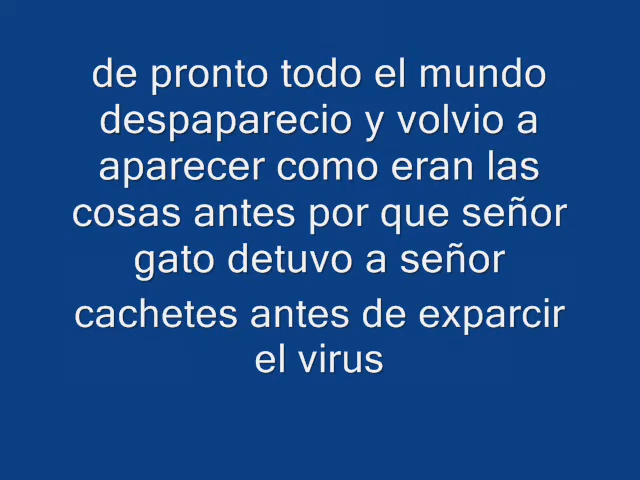 de pronto todo el mundo
despaparecio y volvio a
aparecer como eran las
cosas antes por que señor
gato detuvo a señor
cachetes antes de exparcir
el virus